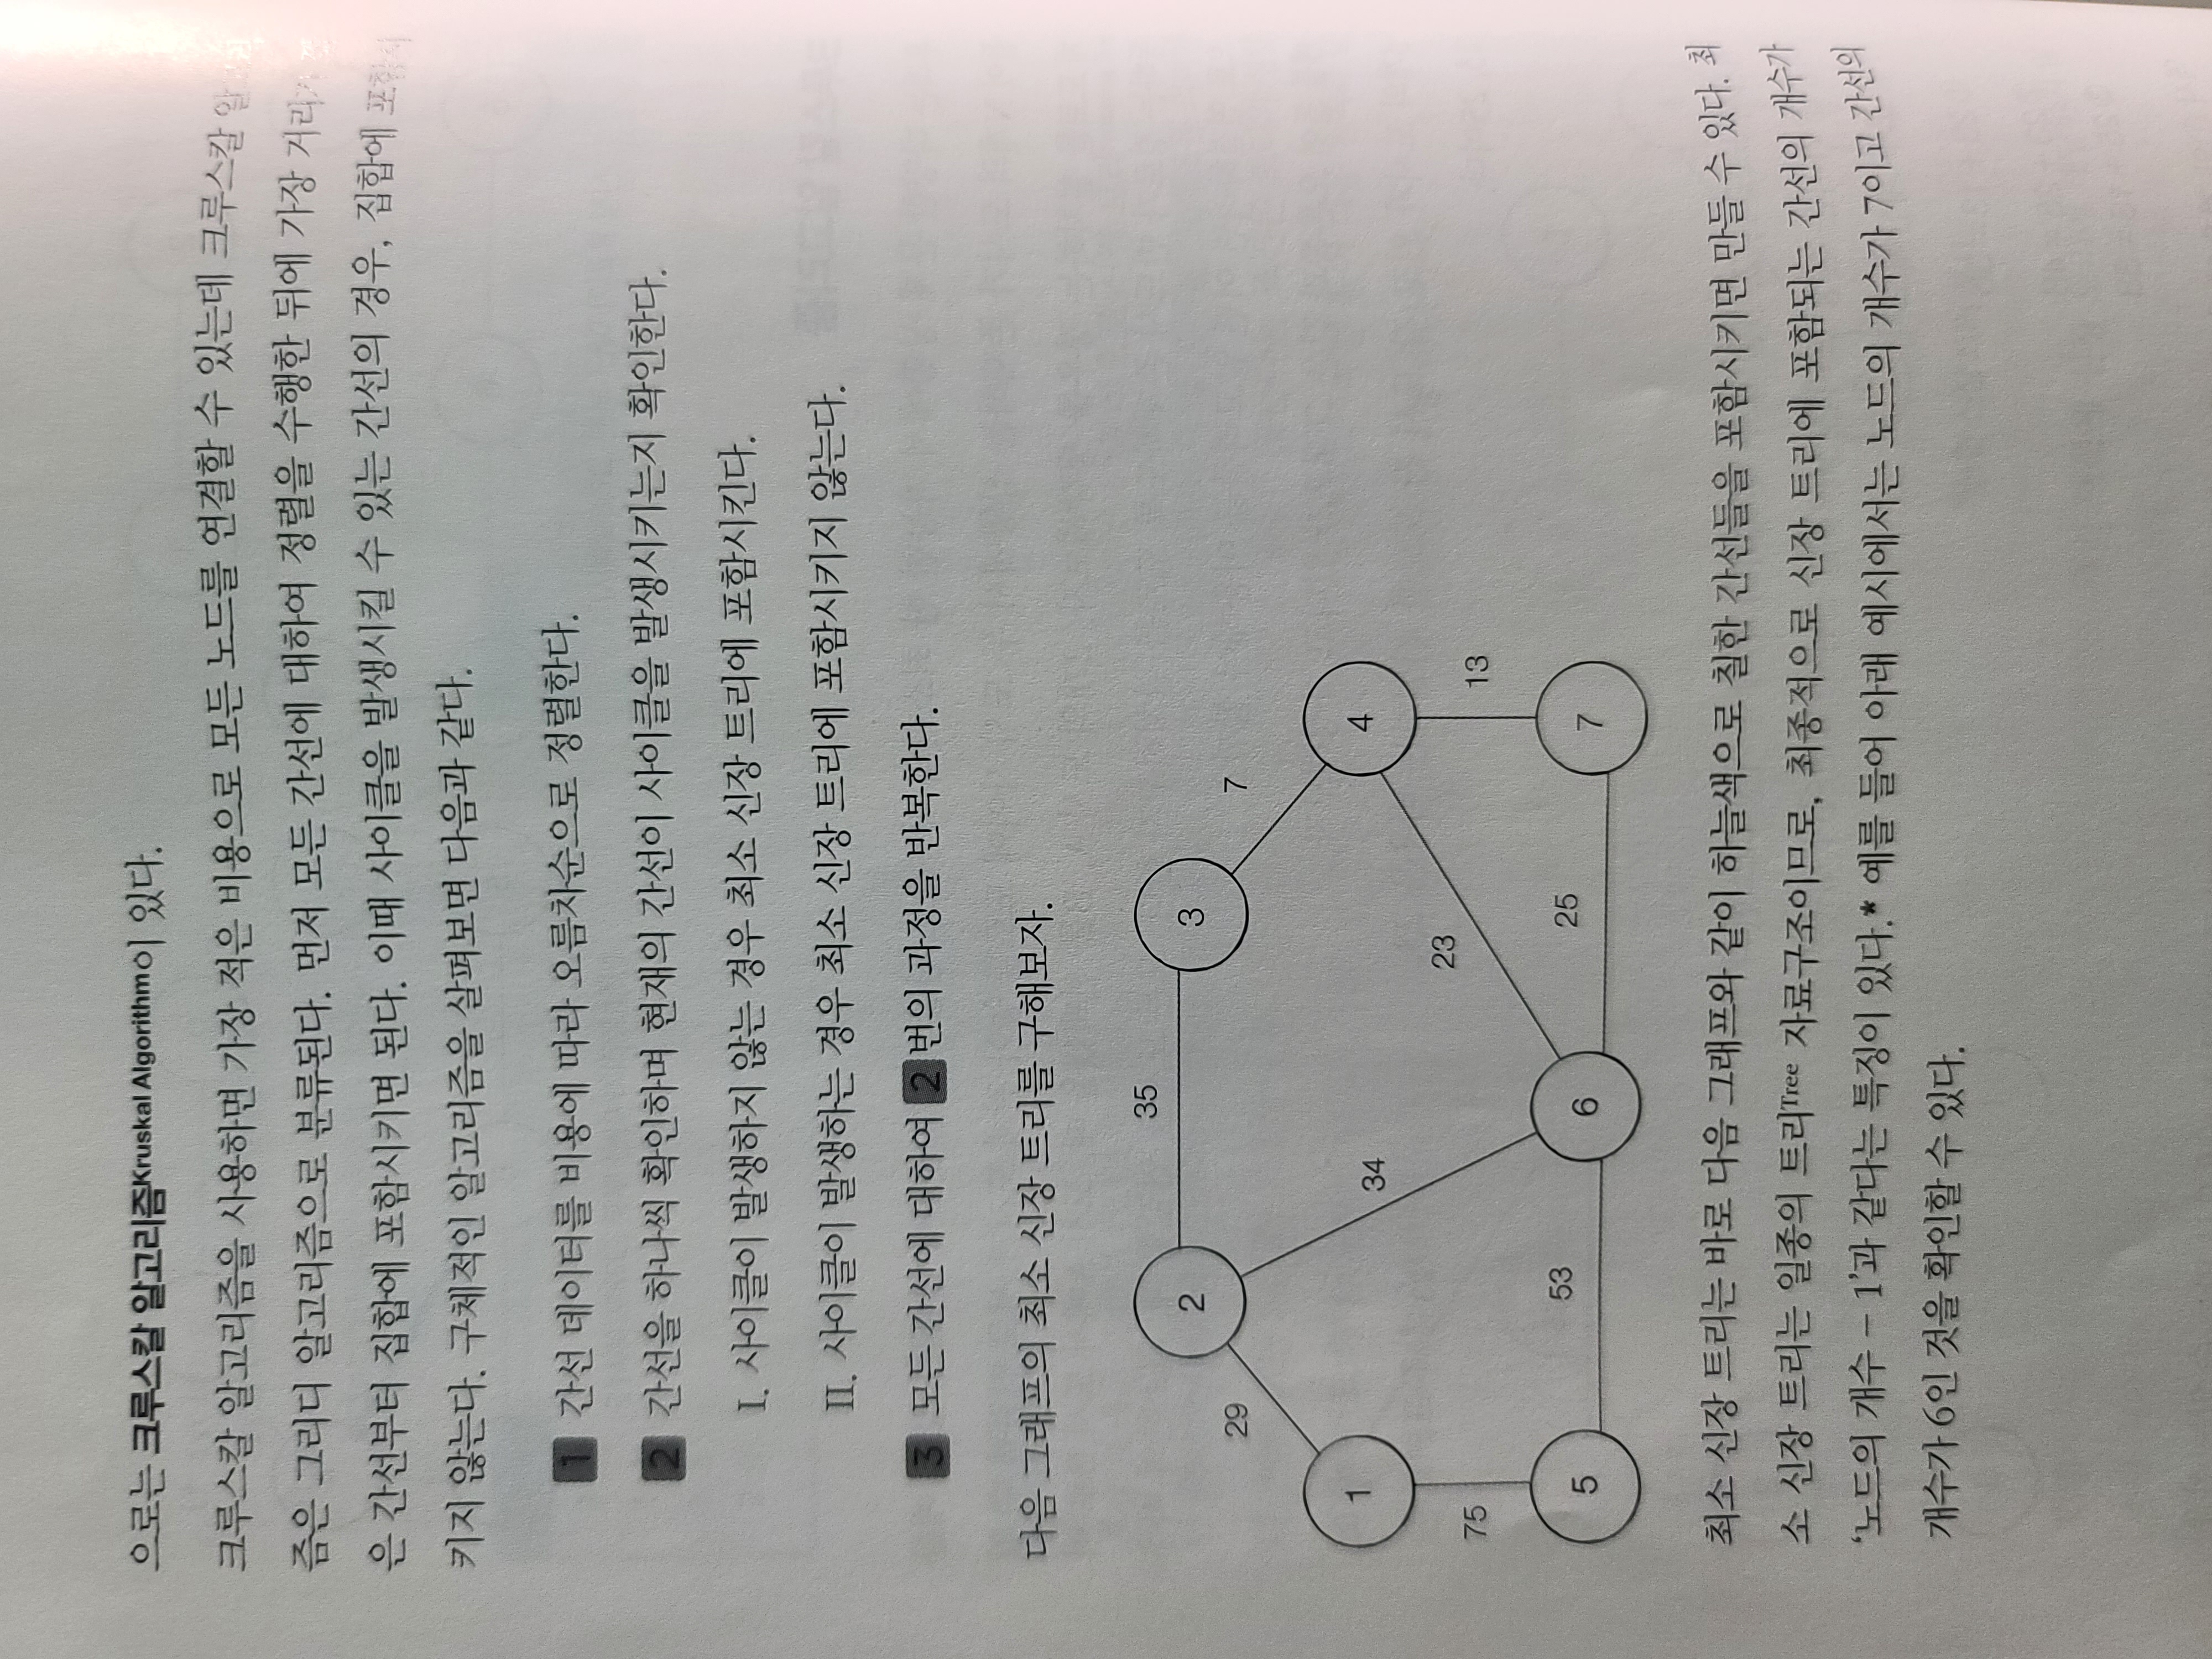 으로는 크루스칼 알고리즘Kruskal Algorithm이 있다.
크루스칼 알고리즘을 사용하면 가장 적은 비용으로 모든 노드를 연결할 수 있는데 크루스칼
즘은 그리디 알고리즘으로 분류된다. 먼저 모든 간선에 대하여 정렬을 수행한 뒤에 가장
은 간선부터 집합에 포함시키면 된다. 이때 사이클을 발생시킬 수 있는 간선의 경우, 집합에
키지 않는다. 구체적인 알고리즘을 살펴보면 다음과 같다.
1 간선 데이터를 비용에 따라 오름차순으로 정렬한다.
2 간선을 하나씩 확인하며 현재의 간선이 사이클을 발생시키는지 확인한다.
I. 사이클이 발생하지 않는 경우 최소 신장 트리에 포함시킨다.
II. 사이클이 발생하는 경우 최소 신장 트리에 포함시키지 않는다.
3 모든 간선에 대하여 2번의 과정을 반복한다.
다음 그래프의 최소 신장 트리를 구해보자.
35
2 3
29 7
1 4
34
23
75 13
53 25
5 6 7
최소 신장 트리는 바로 다음 그래프와 같이 하늘색으로 칠한 간선들을 포함시키면 만들 수 있다. 최
소 신장 트리는 일종의 트리Tree 자료구조이므로, 최종적으로 신장 트리에 포함되는 간선의 개수가
‘노드의 개수 – 1’과 같다는 특징이 있다.* 예를 들어 아래 예시에서는 노드의 개수가 7이고 간선의
개수가 6인 것을 확인할 수 있다.